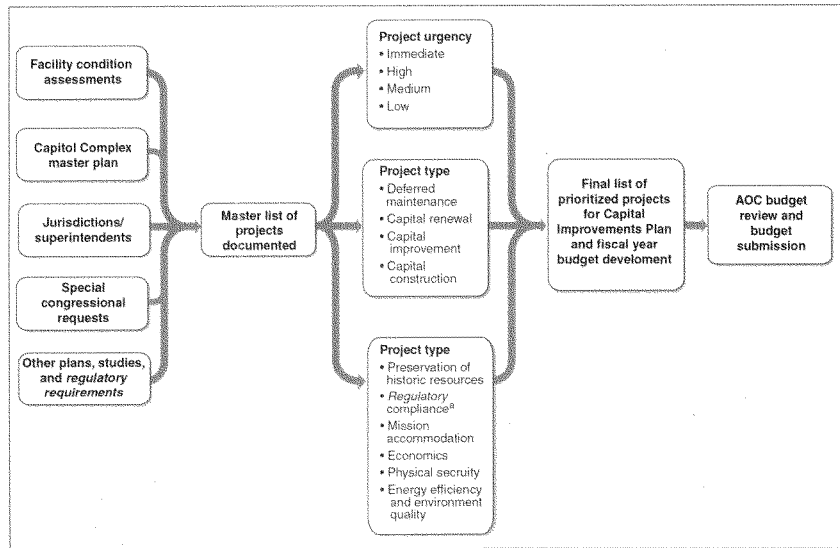 Facility condition
assessments
Capitol Complex
master plan
Jurisdictions/
superintendents
Special
congressional
requests
Other plans, studies,
and regulatory
requirements
Master list of
projects
documented
Project urgency
• Immediate
• High
• Medium
• Low
Project type
• Deferred
maintenance
• Capital renewal
• Capital
improvement
• Capital
construction
Project type
• Preservation of
historic resources
• Regulatory
complianceᵃ
• Mission
accommodation
• Economics
• Physical secruity
• Energy efficiency
and environment
quality
Final list of
prioritized projects
for Capital
Improvements Plan
and fiscal year
budget develoment
AOC budget
review and
budget
submission